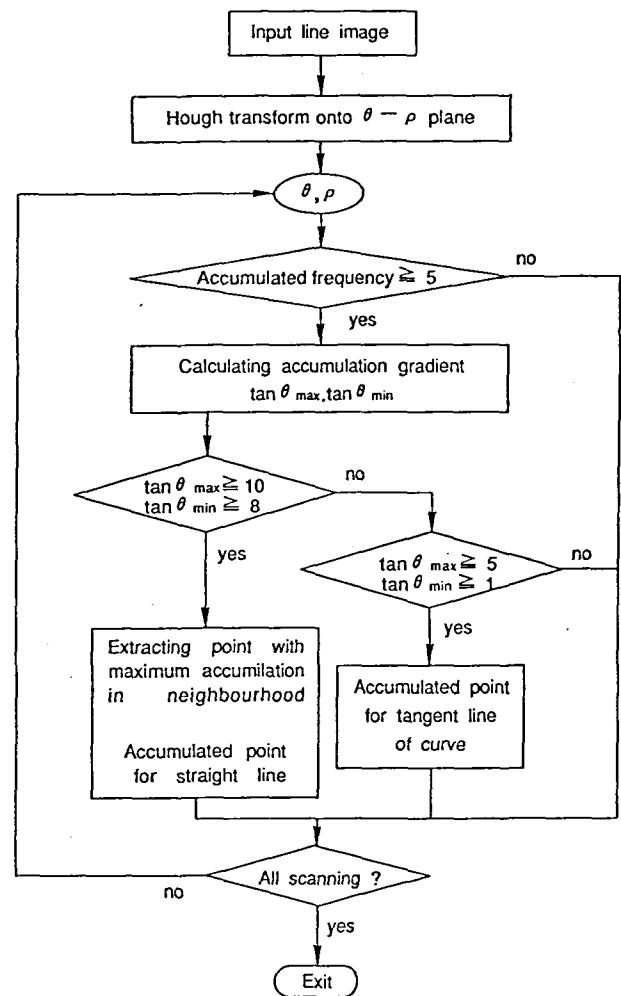 Input line image
Hough transform onto θ − ρ plane
θ, ρ
Accumulated frequency ≧ 5
no
yes
Calculating accumulation gradient
tan θ max. tan θ min
tan θ max ≧ 10
tan θ min ≧ 8
no
yes
tan θ max ≧ 5
tan θ min ≧ 1
no
yes
Extracting point with
maximum accumilation
in neighbourhood
Accumulated point
for straight line
Accumulated point
for tangent line
of curve
All scanning ?
no
yes
Exit